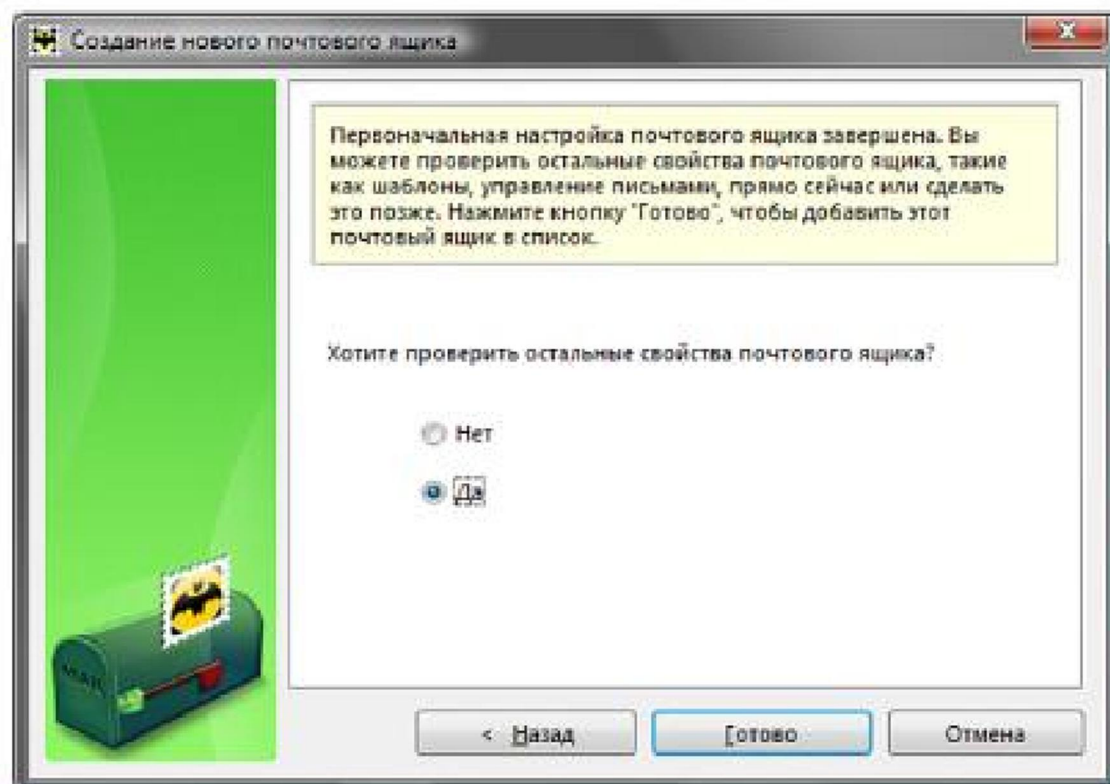 Создание нового почтового ящика
Первоначальная настройка почтового ящика завершена. Вы
можете проверить остальные свойства почтового ящика, такие
как шаблоны, управление письмами, прямо сейчас или сделать
это позже. Нажмите кнопку "Готово", чтобы добавить этот
почтовый ящик в список.
Хотите проверить остальные свойства почтового ящика?
Нет
Да
MAIL
< Назад
Готово
Отмена